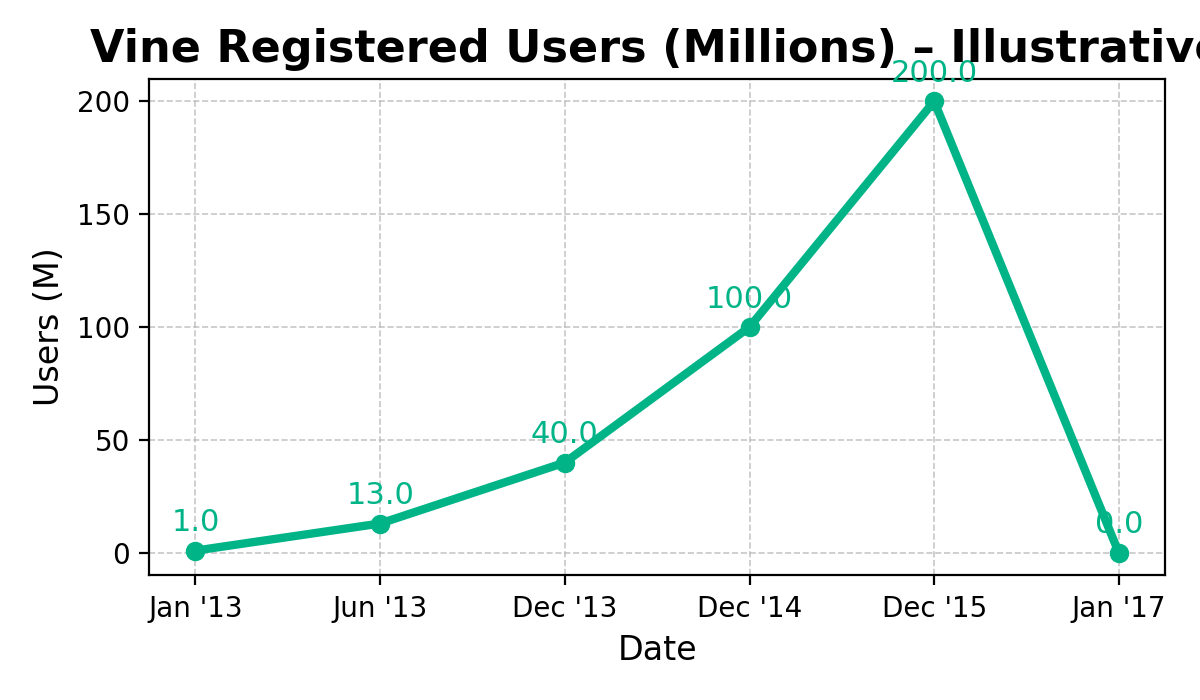 Vine Registered Users (Millions) – Illustrative
200.0
200
150
100.0
100
Users (M)
40.0
50
13.0
1.0
0.0
0
Jan '13 Jun '13 Dec '13 Dec '14 Dec '15 Jan '17
Date